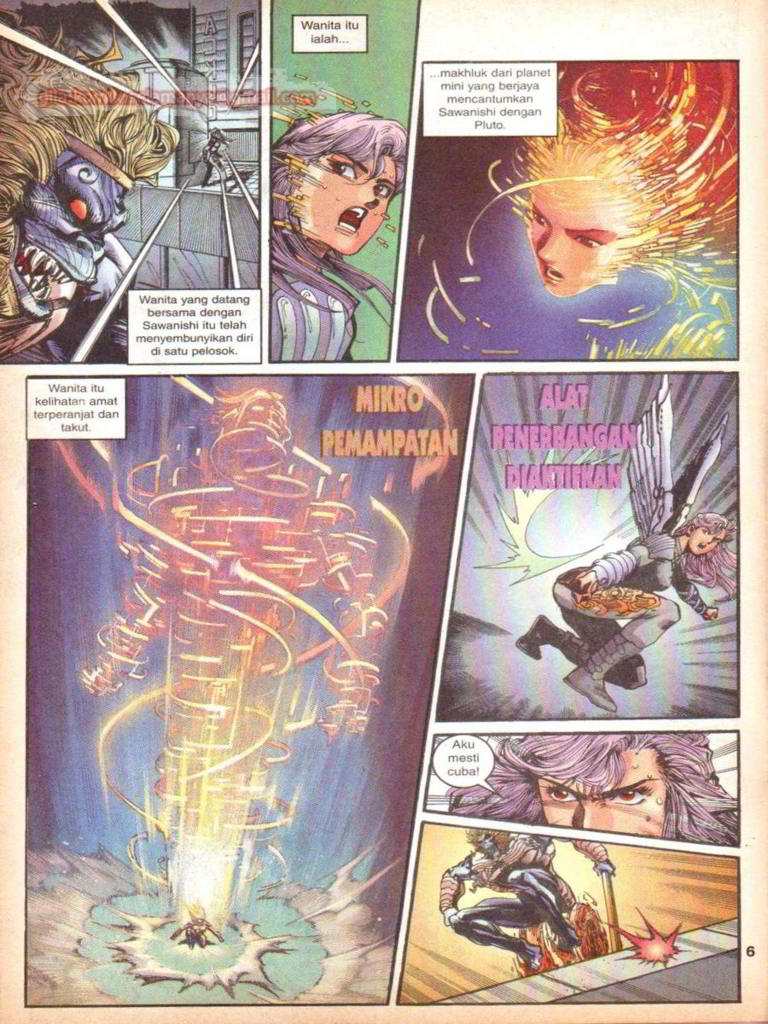 Wanita yang datang
bersama dengan
Sawanishi itu telah
menyembunyikan diri
di satu pelosok.
Wanita itu
ialah...
...makhluk dari planet
mini yang berjaya
mencantumkan
Sawanishi dengan
Pluto.
Wanita itu
kelihatan amat
terperanjat dan
takut.
MIKRO
PEMAMPATAN
ALAT
PENERBANGAN
DIAKTIFKAN
Aku
mesti
cuba!
6